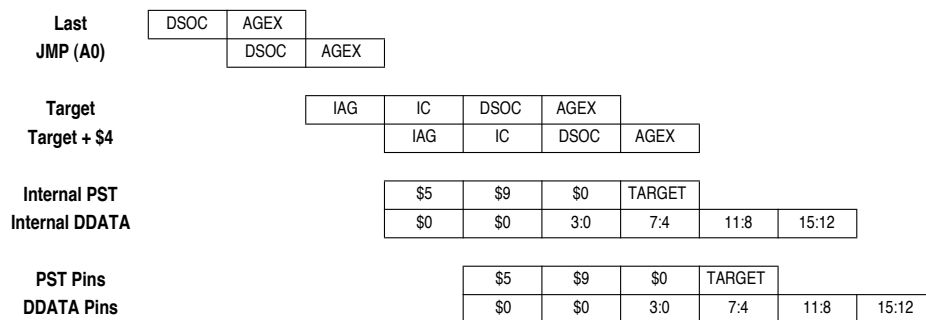 Last DSOC AGEX
JMP (A0) DSOC AGEX
Target IAG IC DSOC AGEX
Target + $4 IAG IC DSOC AGEX
Internal PST $5 $9 $0 TARGET
Internal DDATA $0 $0 3:0 7:4 11:8 15:12
PST Pins $5 $9 $0 TARGET
DDATA Pins $0 $0 3:0 7:4 11:8 15:12